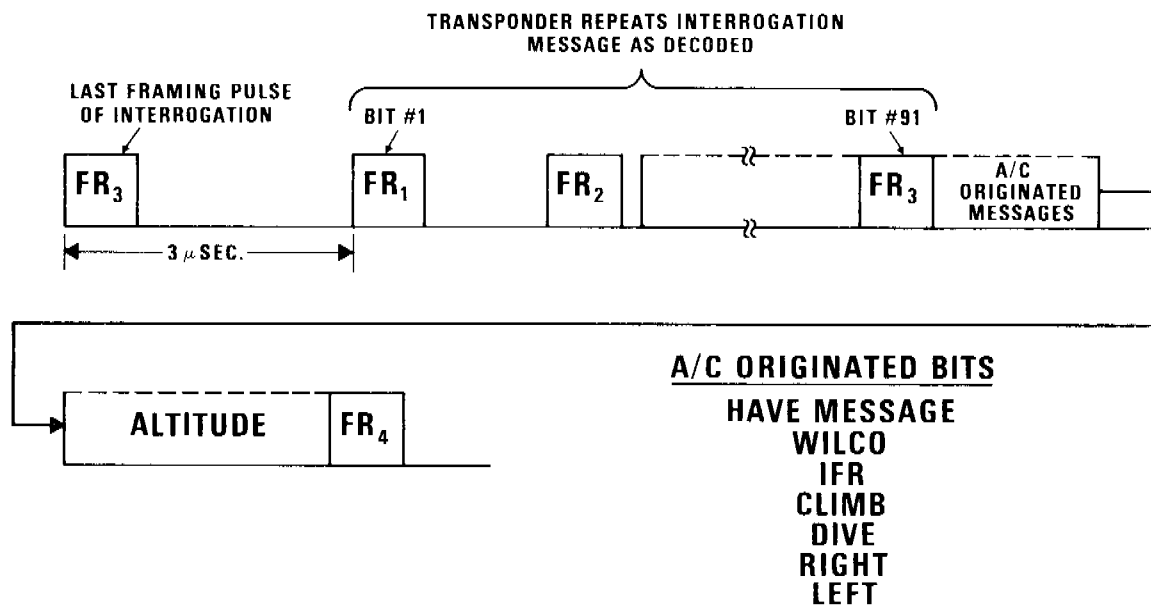 TRANSPONDER REPEATS INTERROGATION
MESSAGE AS DECODED
LAST FRAMING PULSE
OF INTERROGATION
BIT #1
BIT #91
FR₃
FR₁
FR₂
FR₃
A/C
ORIGINATED
MESSAGES
3 μ SEC.
ALTITUDE
FR₄
A/C ORIGINATED BITS
HAVE MESSAGE
WILCO
IFR
CLIMB
DIVE
RIGHT
LEFT